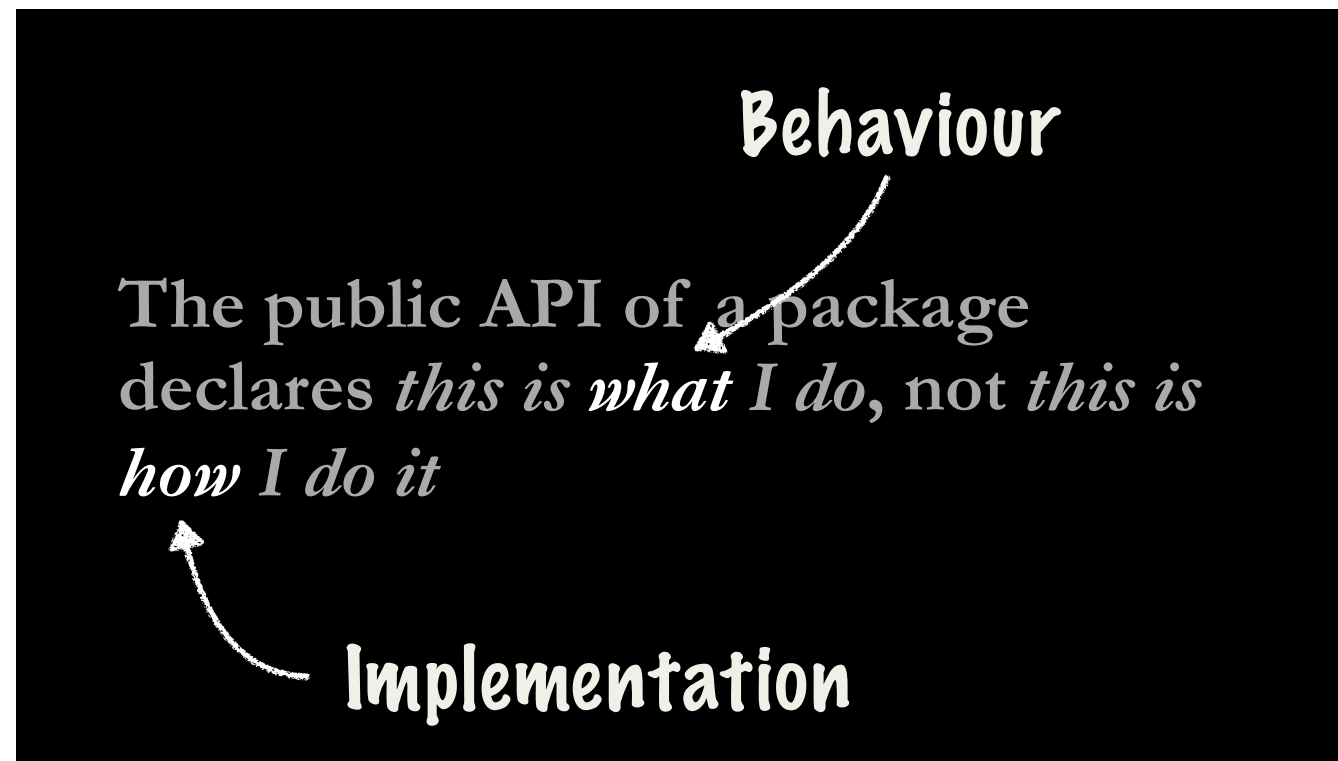 Behaviour
The public API of a package
declares this is what I do, not this is
how I do it
Implementation